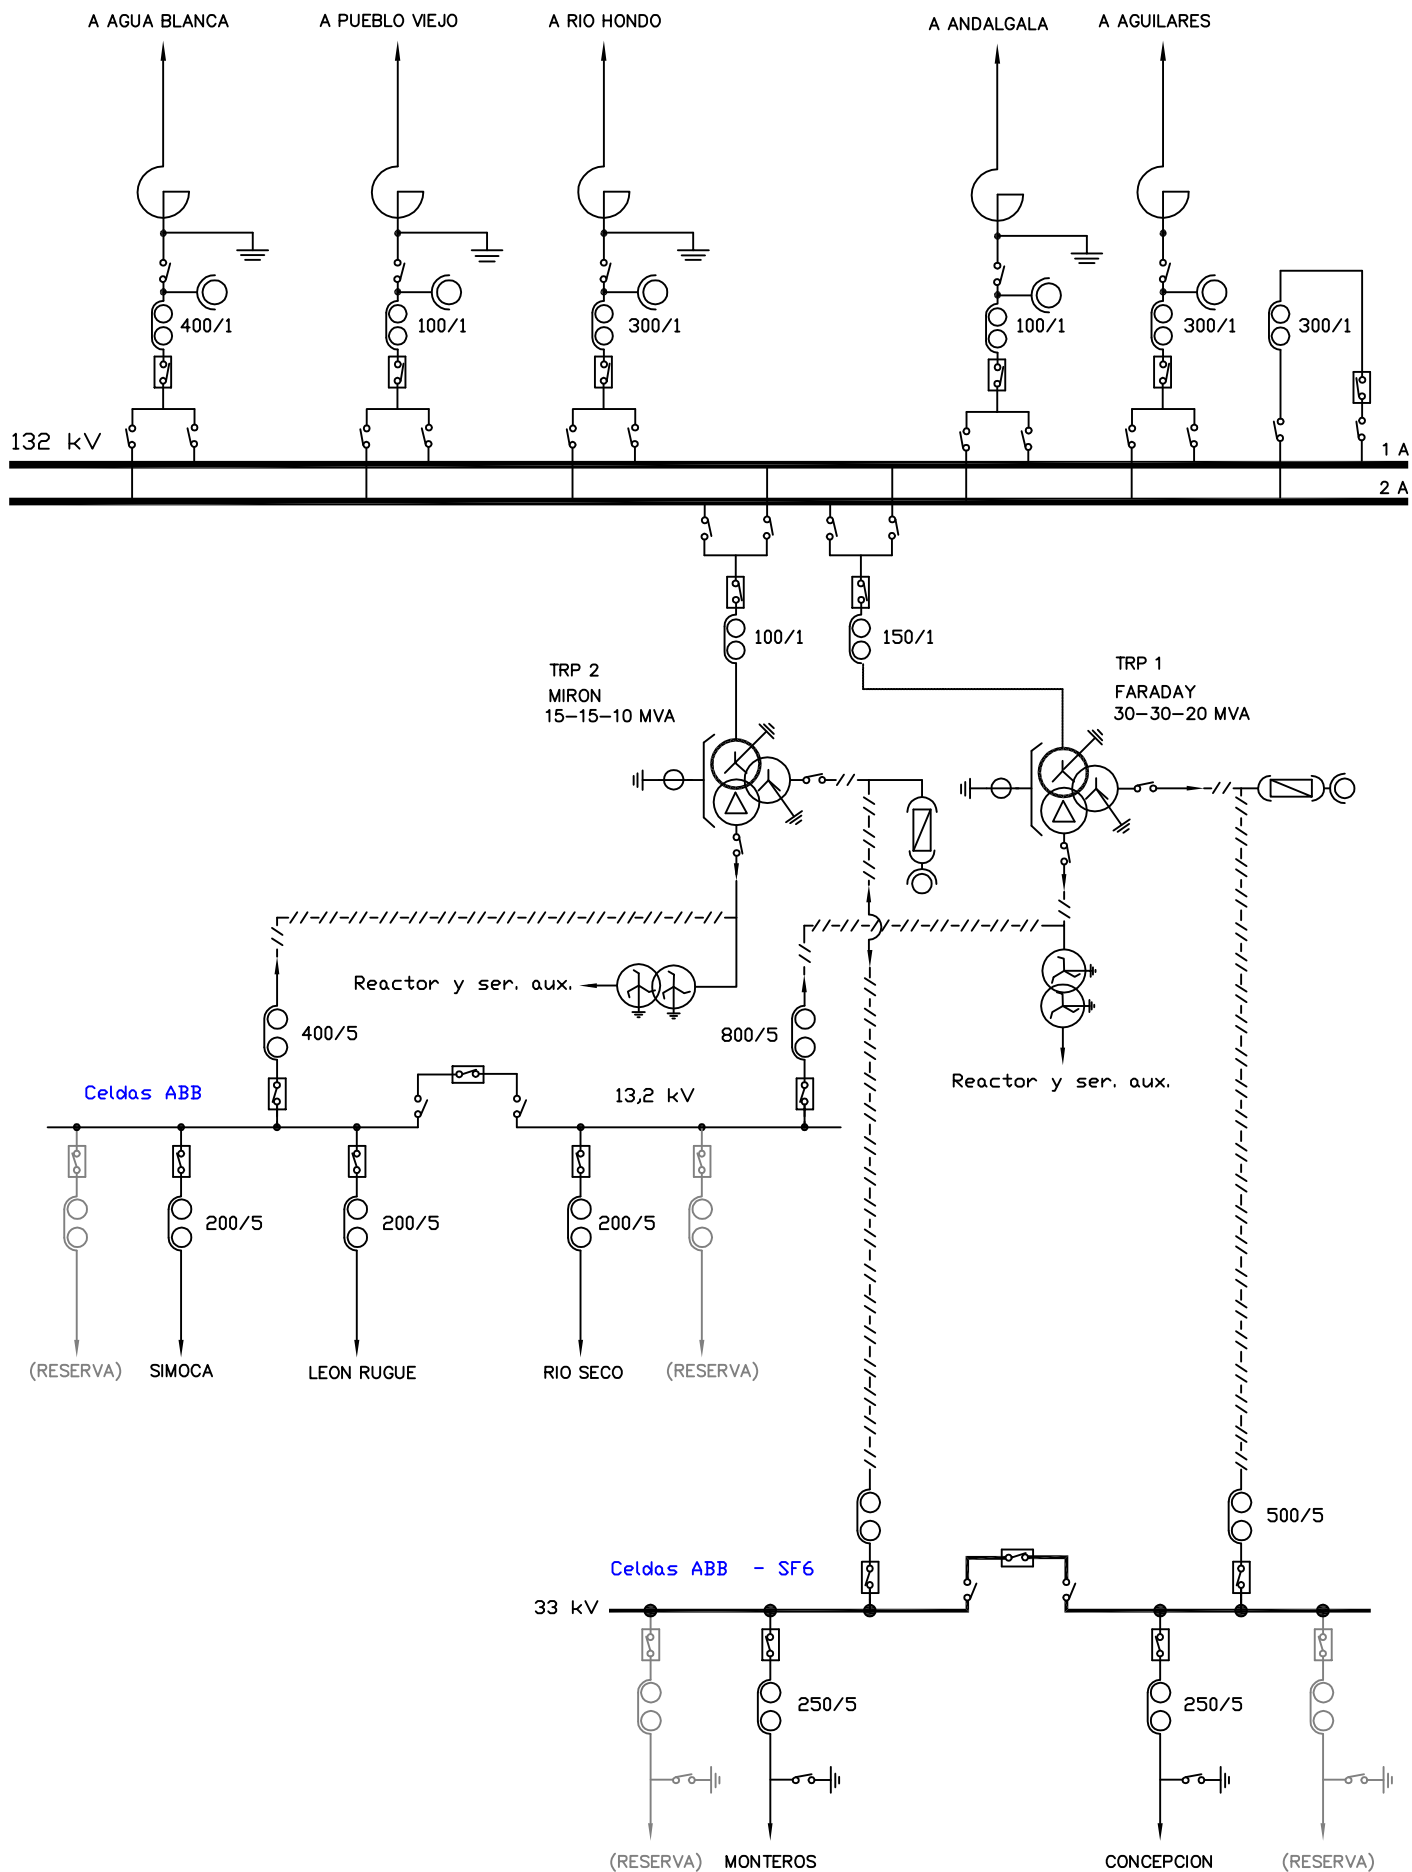 A AGUA BLANCA
A PUEBLO VIEJO
A RIO HONDO
A ANDALGALA
A AGUILARES
400/1
100/1
300/1
100/1
300/1
300/1
132 kV
1 A
2 A
100/1
150/1
TRP 2
MIRON
15-15-10 MVA
TRP 1
FARADAY
30-30-20 MVA
Reactor y ser. aux.
400/5
800/5
Reactor y ser. aux.
Celdas ABB
13,2 kV
200/5
200/5
200/5
(RESERVA)
SIMOCA
LEON RUGUE
RIO SECO
(RESERVA)
500/5
Celdas ABB - SF6
33 kV
250/5
250/5
(RESERVA)
MONTEROS
CONCEPCION
(RESERVA)